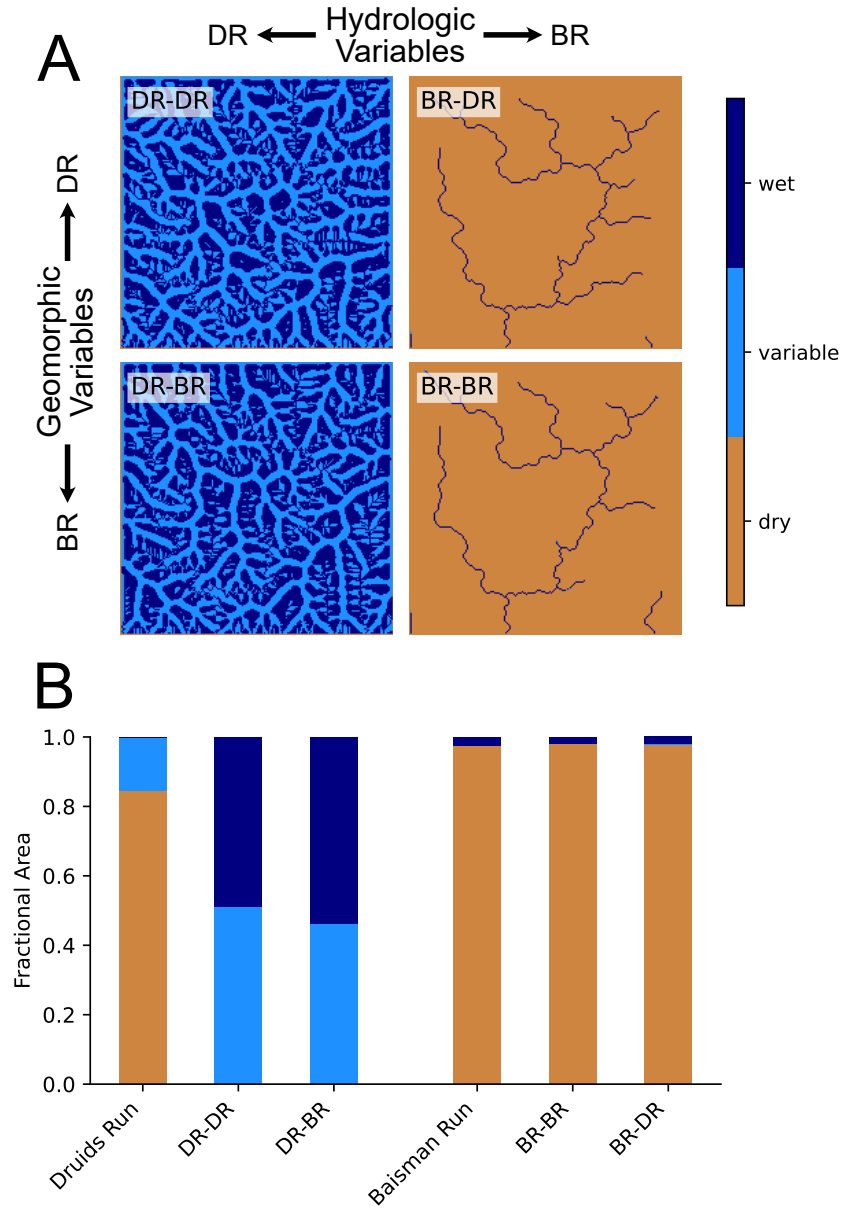 A
Hydrologic
Variables
DR
BR
DR-DR
BR-DR
DR-BR
BR-BR
DR
Geomorphic
Variables
BR
wet
variable
dry
B
1.0
0.8
0.6
0.4
0.2
0.0
Fractional Area
Druids Run
DR-DR
DR-BR
Baisman Run
BR-BR
BR-DR